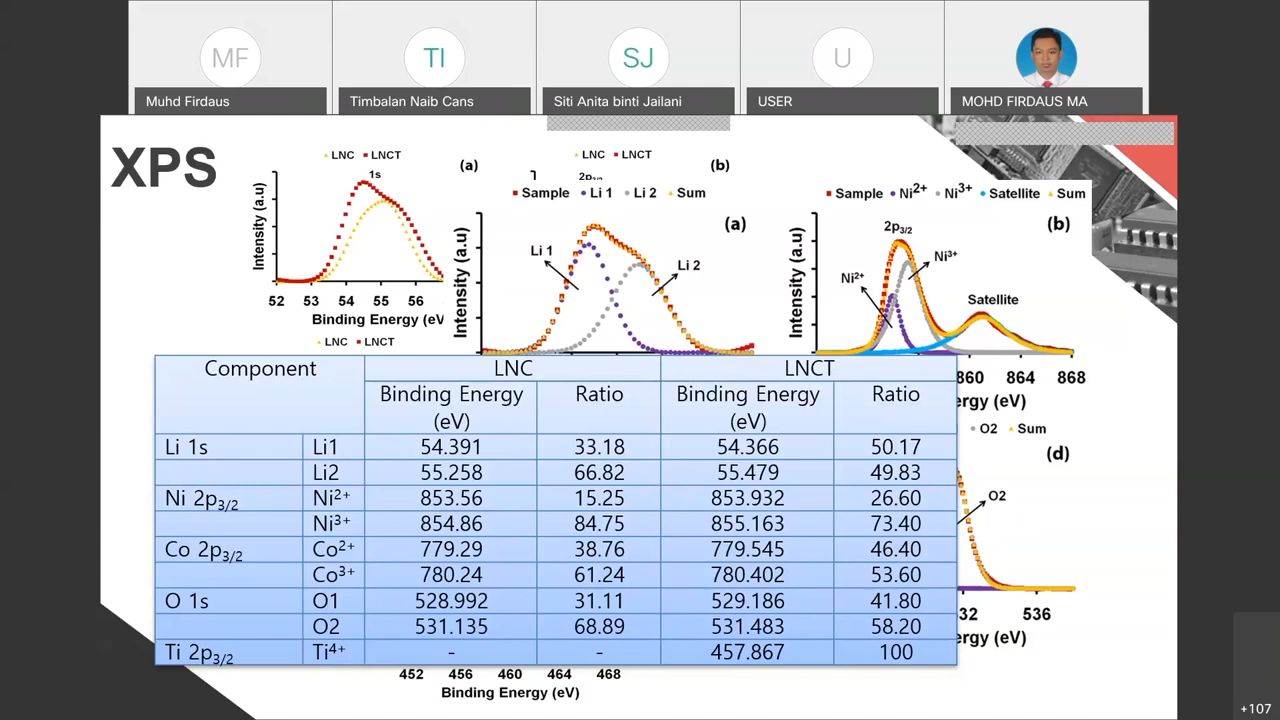 MF
TI
SJ
U
Muhd Firdaus
Timbalan Naib Cans
Siti Anita binti Jailani
USER
MOHD FIRDAUS MA
XPS
LNC LNCT
(a)
1s
Intensity (a.u)
52 53 54 55 56
Binding Energy (eV
LNC LNCT
LNC LNCT
(b)
Sample Li 1 Li 2 Sum
(a)
Li 1
Li 2
Intensity (a.u)
Sample Ni2+ Ni3+ Satellite Sum
(b)
2p3/2
Ni3+
Ni2+
Satellite
Intensity (a.u)
860 864 868
ergy (eV)
O2 Sum
(d)
O2
32 536
ergy (eV)
Component LNC LNCT
Binding Energy (eV) Ratio Binding Energy (eV) Ratio
Li 1s Li1 54.391 33.18 54.366 50.17
Li2 55.258 66.82 55.479 49.83
Ni 2p3/2 Ni2+ 853.56 15.25 853.932 26.60
Ni3+ 854.86 84.75 855.163 73.40
Co 2p3/2 Co2+ 779.29 38.76 779.545 46.40
Co3+ 780.24 61.24 780.402 53.60
O 1s O1 528.992 31.11 529.186 41.80
O2 531.135 68.89 531.483 58.20
Ti 2p3/2 Ti4+ - - 457.867 100
452 456 460 464 468
Binding Energy (eV)
+107